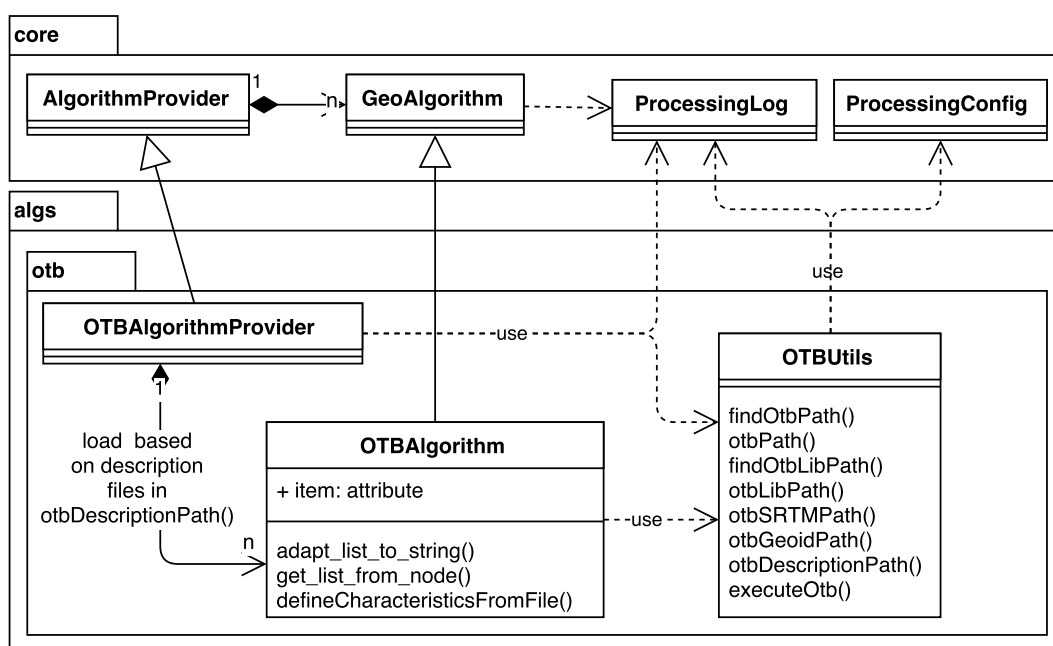 core
AlgorithmProvider
1
n
GeoAlgorithm
ProcessingLog
ProcessingConfig
algs
otb
use
OTBAlgorithmProvider
use
OTBUtils
1
load based
on description
files in
otbDescriptionPath()
n
OTBAlgorithm
+ item: attribute
adapt_list_to_string()
get_list_from_node()
defineCharacteristicsFromFile()
use
findOtbPath()
otbPath()
findOtbLibPath()
otbLibPath()
otbSRTMPath()
otbGeoidPath()
otbDescriptionPath()
executeOtb()